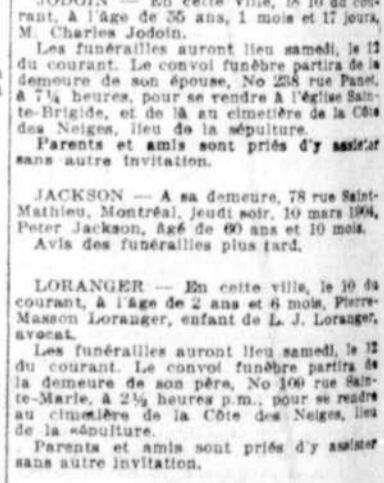 JODOIN — En cette ville, le 10 du cou-
rant, à l'âge de 55 ans, 1 mois et 17 jours,
M. Charles Jodoin.
Les funérailles auront lieu samedi, le 12
du courant. Le convoi funèbre partira de la
demeure de son épouse, No 238 rue Panet,
à 7¼ heures, pour se rendre à l'église Sain-
te-Brigide, et de là au cimetière de la Côte
des Neiges, lieu de la sépulture.
Parents et amis sont priés d'y assister
sans autre invitation.
JACKSON — A sa demeure, 78 rue Saint-
Mathieu, Montréal, jeudi soir, 10 mars 1904,
Peter Jackson, âgé de 60 ans et 10 mois.
Avis des funérailles plus tard.
LORANGER — En cette ville, le 10 du
courant, à l'âge de 2 ans et 6 mois, Pierre-
Masson Loranger, enfant de L. J. Loranger,
avocat.
Les funérailles auront lieu samedi, le 12
du courant. Le convoi funèbre partira de
la demeure de son père, No 109 rue Sain-
te-Marie, à 2½ heures p.m., pour se rendre
au cimetière de la Côte des Neiges, lieu
de la sépulture.
Parents et amis sont priés d'y assister
sans autre invitation.